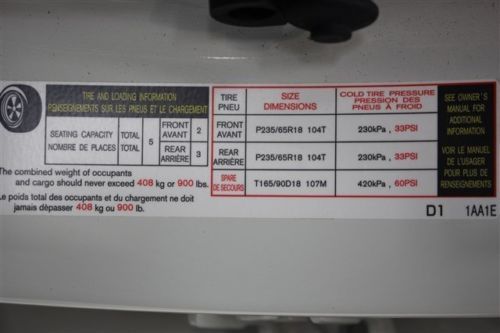 TIRE AND LOADING INFORMATION
RENSEIGNEMENTS SUR LES PNEUS ET LE CHARGEMENT
SEATING CAPACITY TOTAL 5 FRONT AVANT 2
NOMBRE DE PLACES TOTAL REAR ARRIÈRE 3
The combined weight of occupants
and cargo should never exceed 408 kg or 900 lbs.
Le poids total des occupants et du chargement ne doit
jamais dépasser 408 kg ou 900 lb.
TIRE PNEU SIZE DIMENSIONS COLD TIRE PRESSURE PRESSION DES PNEUS À FROID
FRONT AVANT P235/65R18 104T 230kPa , 33PSI
REAR ARRIÈRE P235/65R18 104T 230kPa , 33PSI
SPARE DE SECOURS T165/90D18 107M 420kPa , 60PSI
SEE OWNER'S
MANUAL FOR
ADDITIONAL
INFORMATION
VOIR LE MANUEL
DE L'USAGER
POUR PLUS DE
RENSEIGNEMENTS
D1 1AA1E